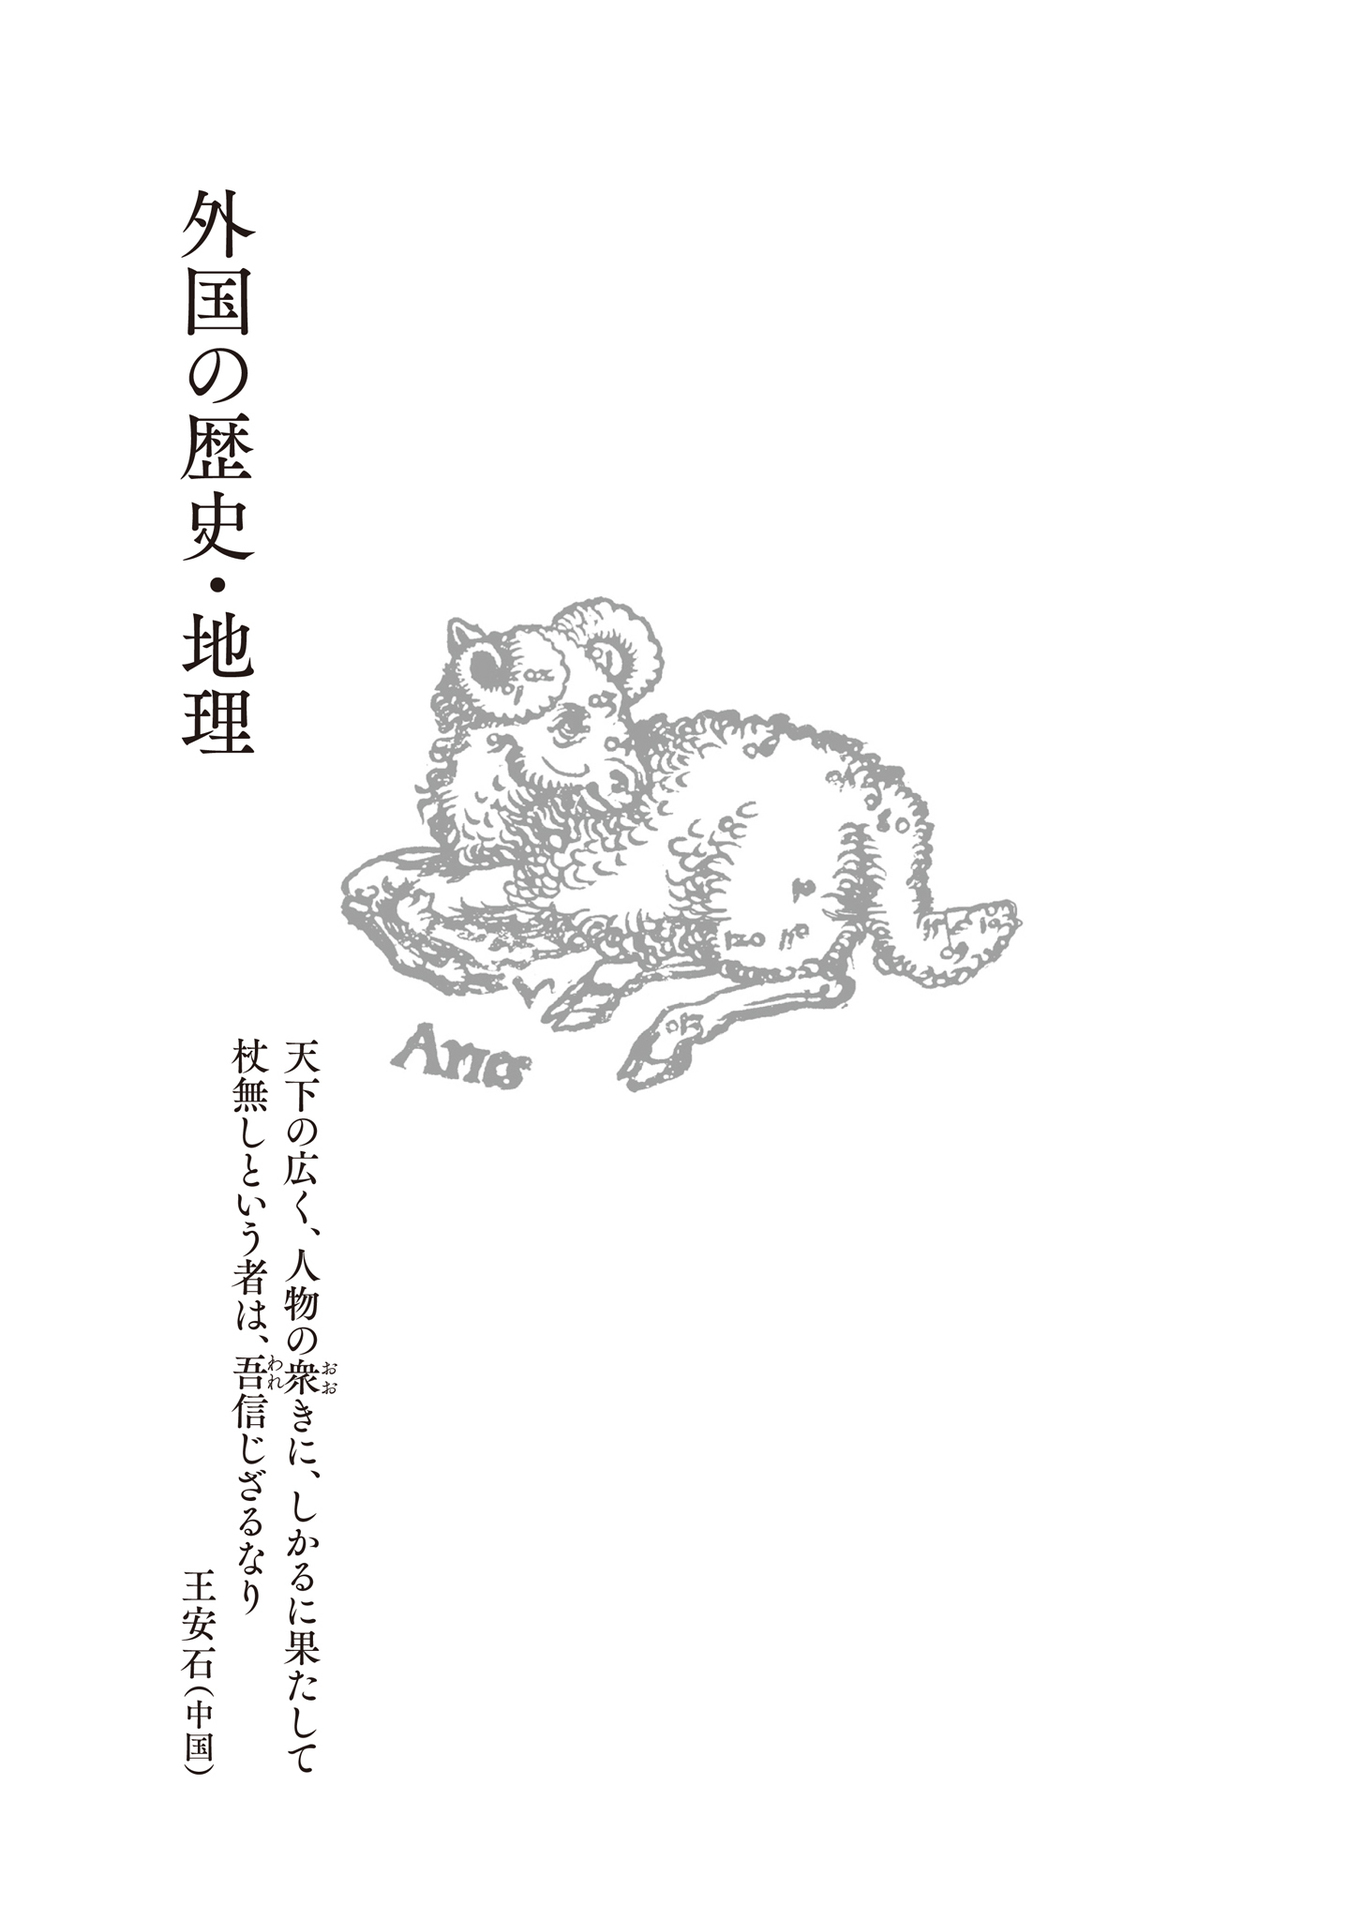 外国の歴史・地理
天下の広く、人物の衆きに、しかるに果たして
杖無しという者は、吾信じざるなり
王安石（中国）
おお
われ